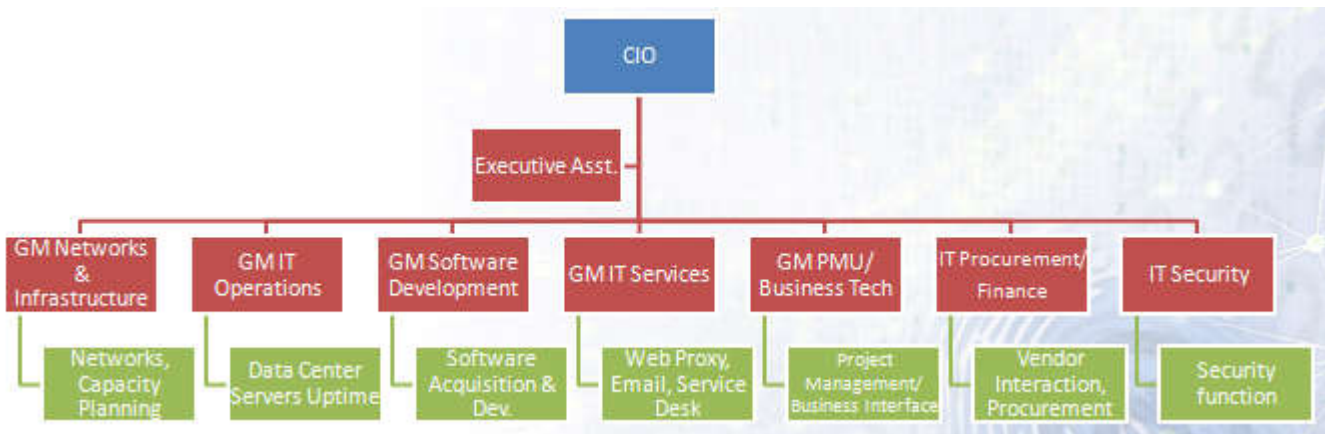 CIO
Executive Asst.
GM Networks
&
Infrastructure
GM IT
Operations
GM Software
Development
GM IT Services
GM PMU/
Business Tech
IT Procurement/
Finance
IT Security
Networks,
Capacity
Planning
Data Center
Servers Uptime
Software
Acquisition &
Dev.
Web Proxy,
Email, Service
Desk
Project
Management/
Business Interface
Vendor
Interaction,
Procurement
Security
function